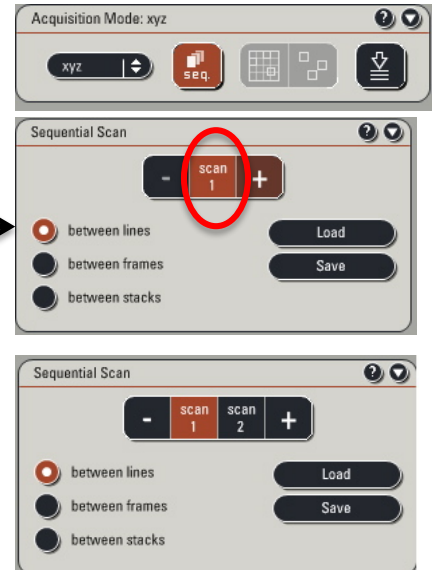 Acquisition Mode: xyz ?
xyz seq.
Sequential Scan ?
- scan 1 +
between lines Load
between frames Save
between stacks
Sequential Scan ?
- scan 1 scan 2 +
between lines Load
between frames Save
between stacks